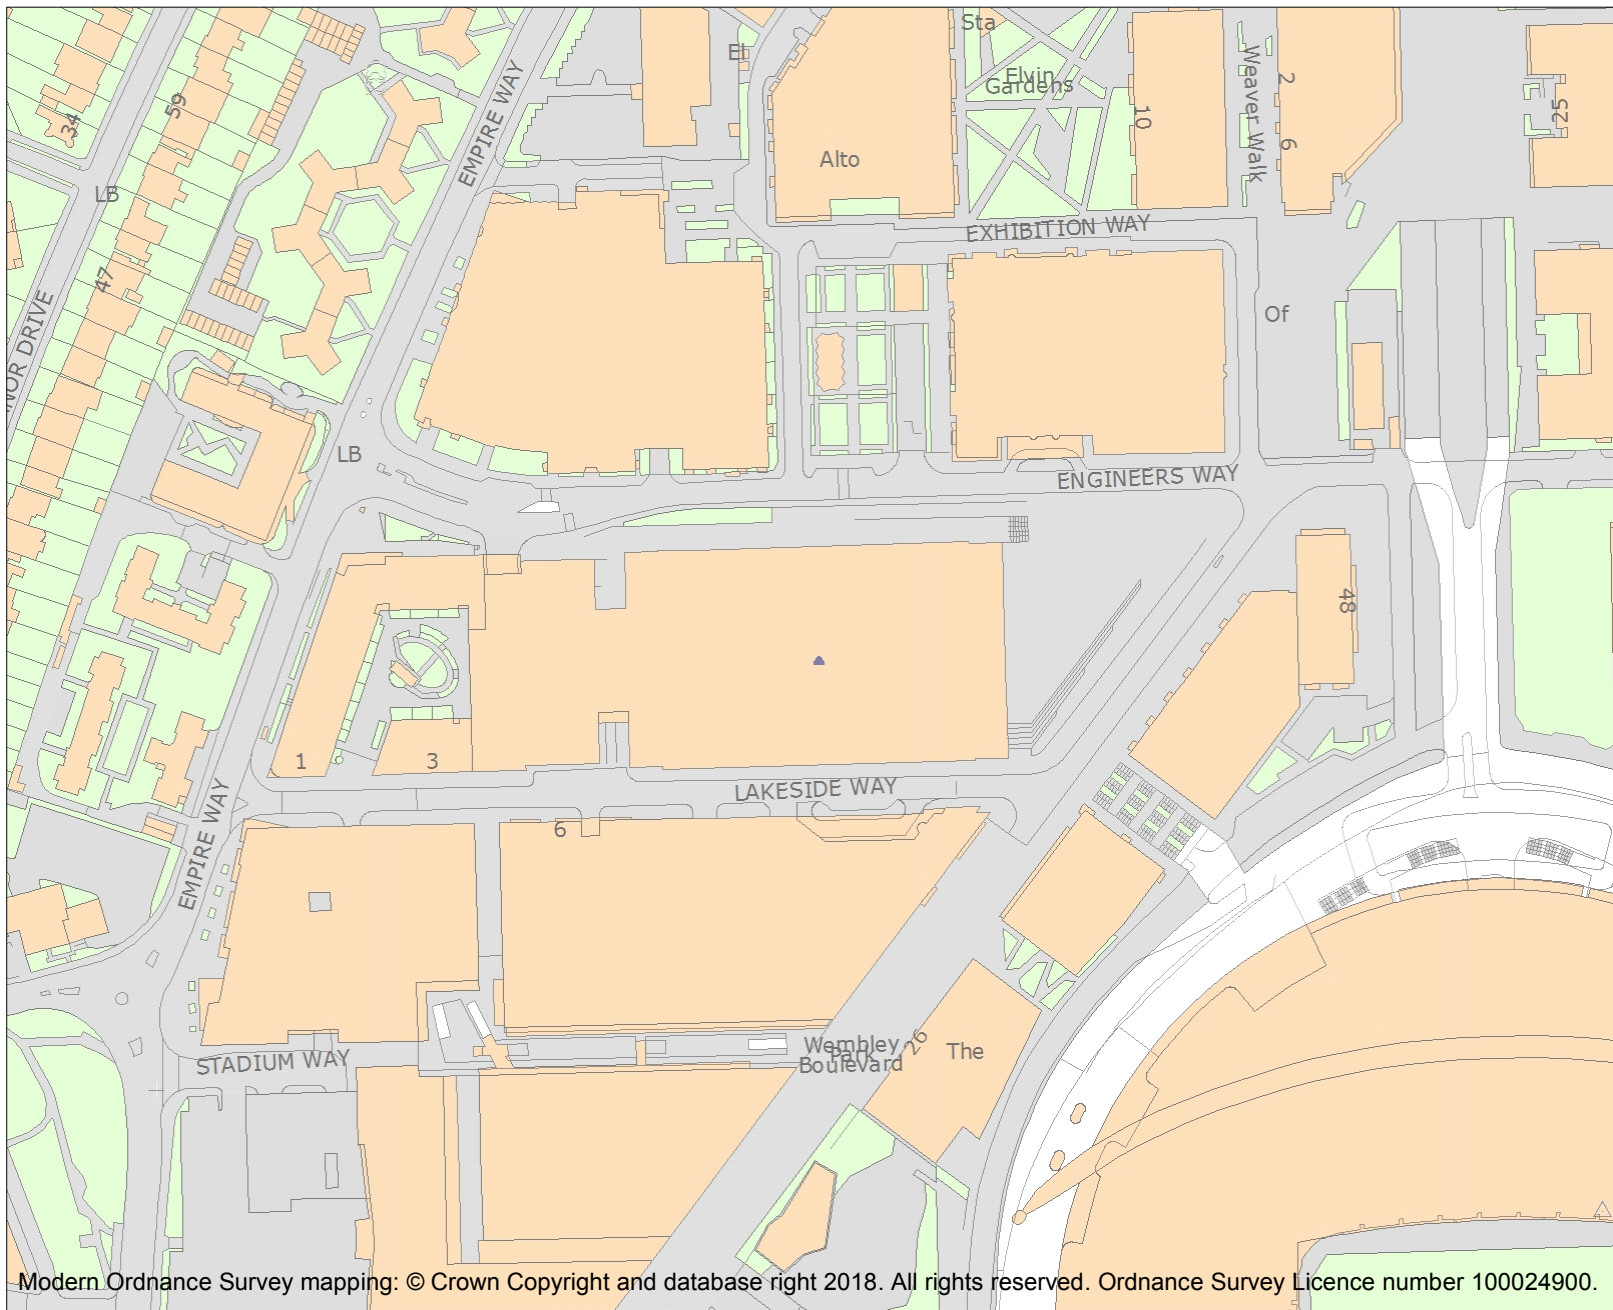 Sta
El
Elvin
Gardens
59
34
EMPIRE WAY
Weaver Walk
2
10
25
6
Alto
LB
EXHIBITION WAY
47
Of
NOR DRIVE
LB
ENGINEERS WAY
48
1
3
LAKESIDE WAY
6
EMPIRE WAY
STADIUM WAY
Wembley
Park
Boulevard
26
The
Modern Ordnance Survey mapping: © Crown Copyright and database right 2018. All rights reserved. Ordnance Survey Licence number 100024900.